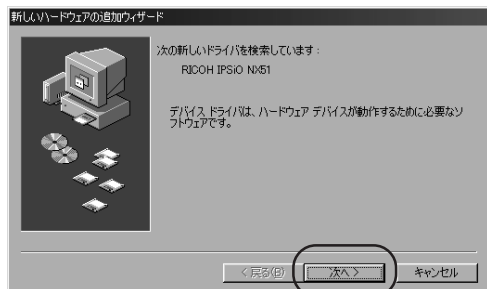 新しいハードウェアの追加ウィザード
次の新しいドライバを検索しています :
RICOH IPSiO NX51
デバイス ドライバは、ハードウェア デバイスが動作するために必要なソ
フトウェアです。
< 戻る(B)
次へ >
キャンセル